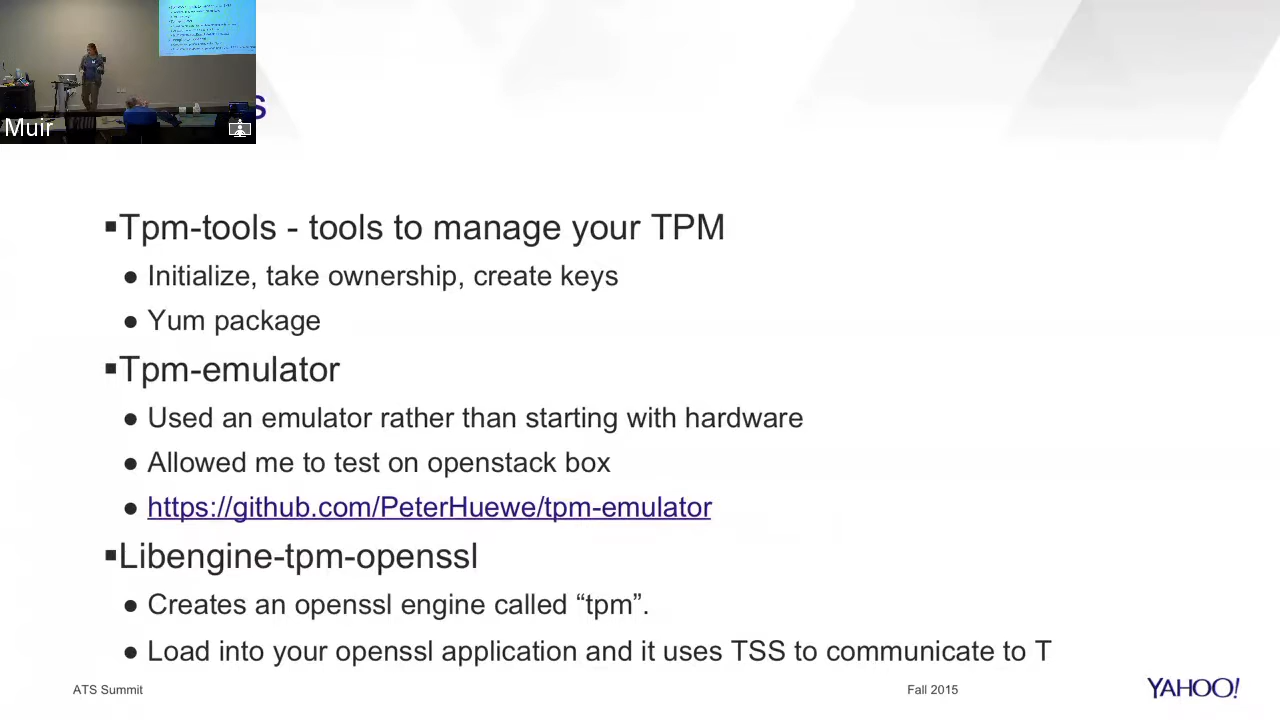 Muir
▪Tpm-tools - tools to manage your TPM
● Initialize, take ownership, create keys
● Yum package
▪Tpm-emulator
● Used an emulator rather than starting with hardware
● Allowed me to test on openstack box
● https://github.com/PeterHuewe/tpm-emulator
▪Libengine-tpm-openssl
● Creates an openssl engine called “tpm”.
● Load into your openssl application and it uses TSS to communicate to T
ATS Summit
Fall 2015
YAHOO!